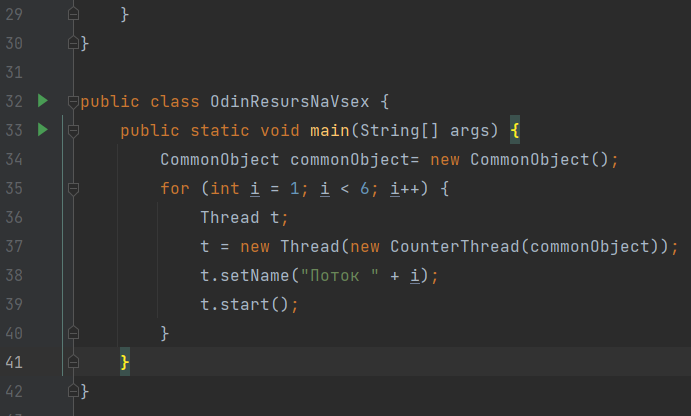 29 }
30 }
31
32 public class OdinResursNaVsex {
33 public static void main(String[] args) {
34 CommonObject commonObject= new CommonObject();
35 for (int i = 1; i < 6; i++) {
36 Thread t;
37 t = new Thread(new CounterThread(commonObject));
38 t.setName("Поток " + i);
39 t.start();
40 }
41 }
42 }